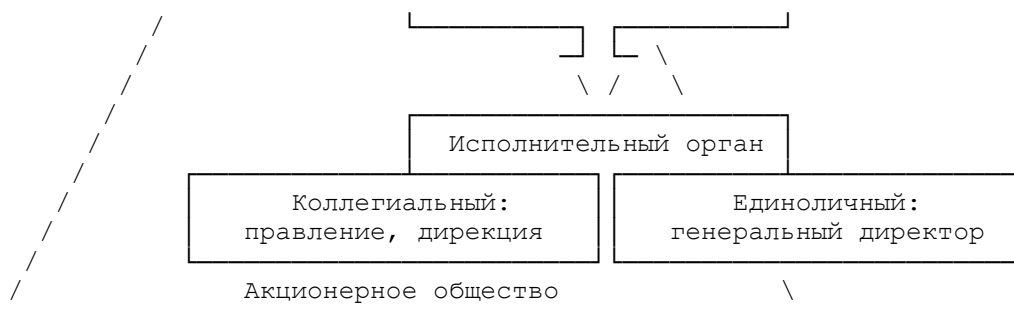 Исполнительный орган
Коллегиальный:
правление, дирекция
Единоличный:
генеральный директор
Акционерное общество